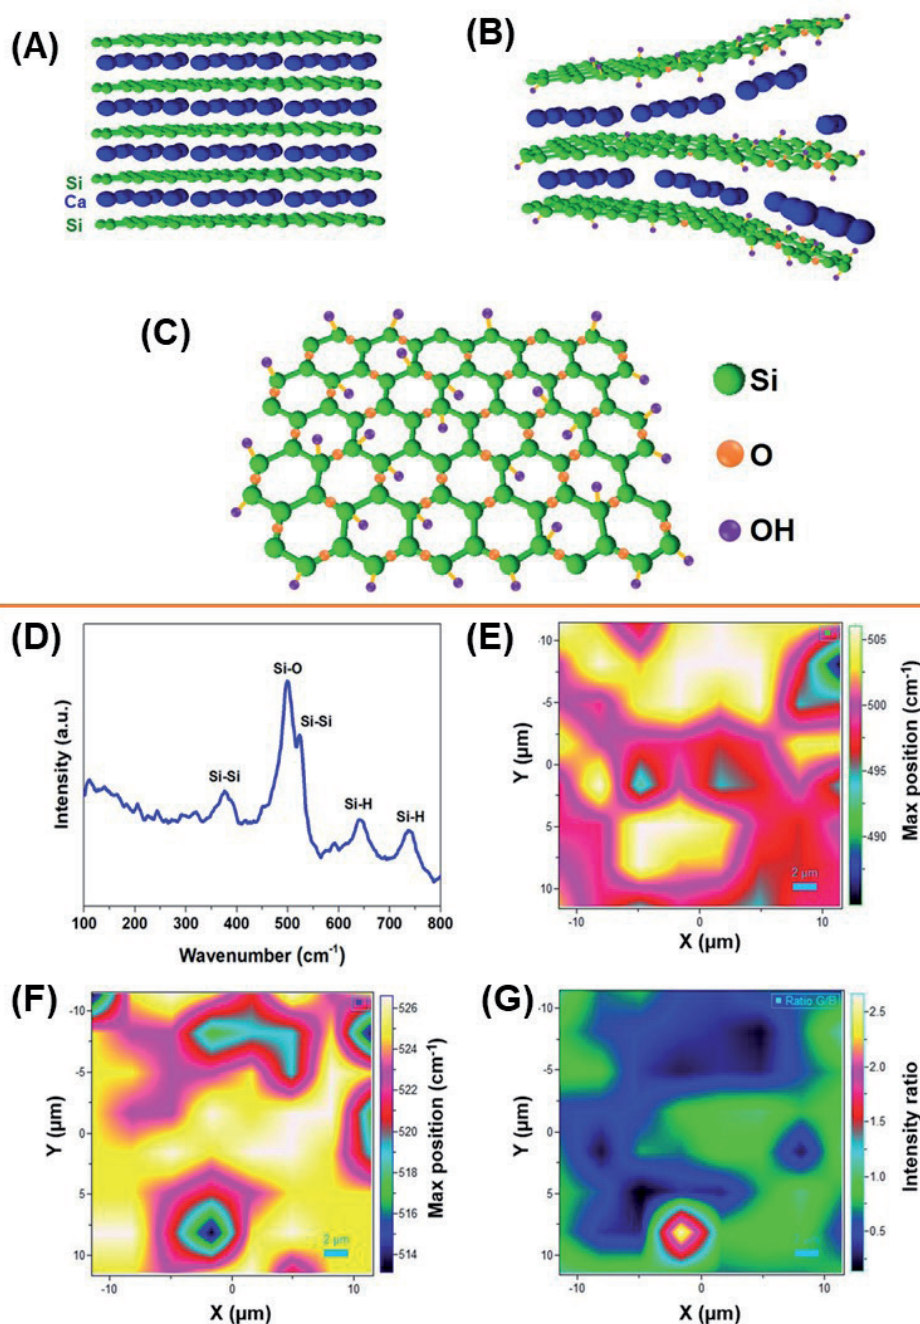 (A)
Si
Ca
Si
(B)
(C)
Si
O
OH
(D)
Intensity (a.u.)
Si-O
Si-Si
Si-Si
Si-H
Si-H
100 200 300 400 500 600 700 800
Wavenumber (cm-1)
(E)
Y (µm)
-10
-5
0
5
10
-10 0 10
X (µm)
2 µm
505
500
495
490
Max position (cm-1)
(F)
Y (µm)
-10
-5
0
5
10
-10 0 10
X (µm)
2 µm
526
524
522
520
518
516
514
Max position (cm-1)
(G)
Ratio G/B
Y (µm)
-10
-5
0
5
10
-10 -5 0 5 10
X (µm)
2.5
2.0
1.5
1.0
0.5
Intensity ratio